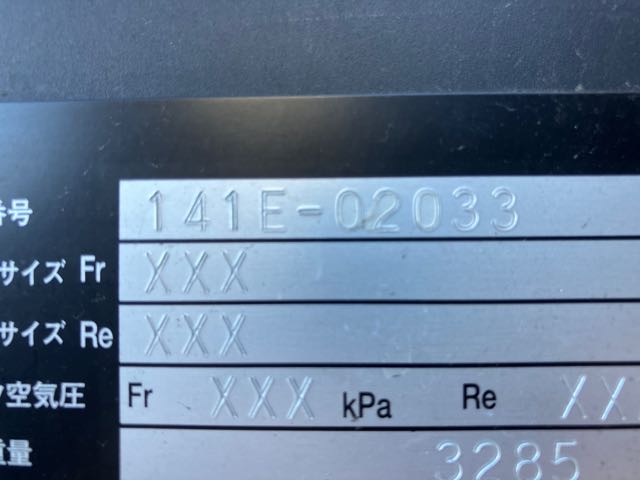 番号 141E-02033
サイズ Fr XXX
サイズ Re XXX
空気圧 Fr XXX kPa Re XX
重量 3285